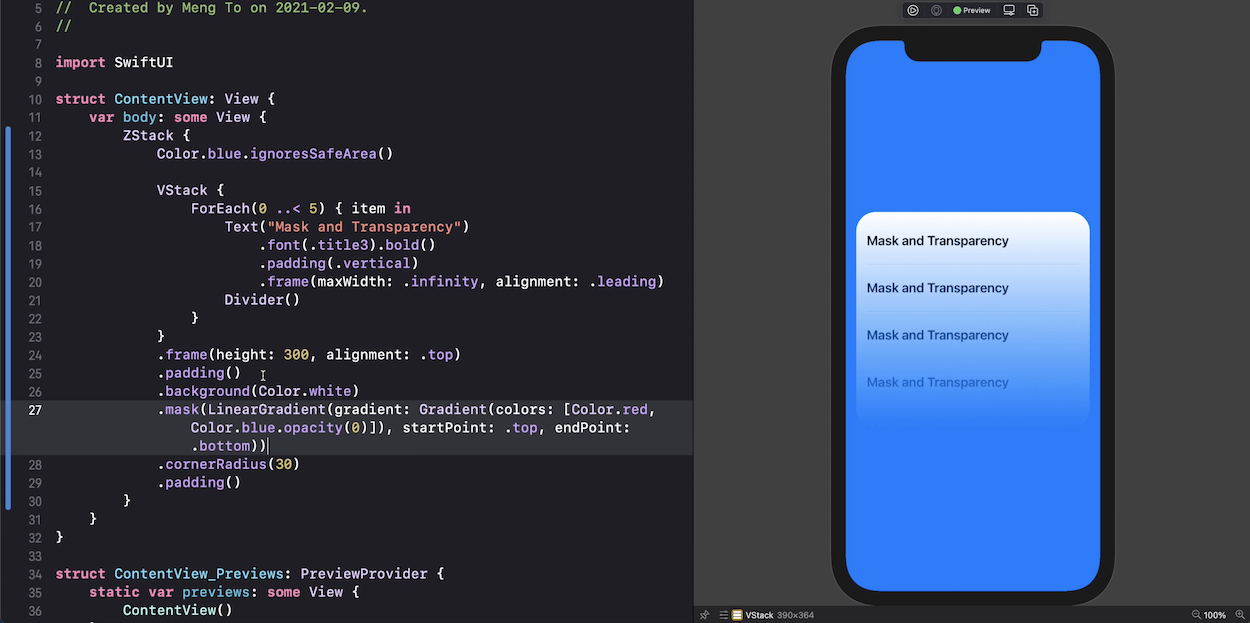 5 //  Created by Meng To on 2021-02-09.
6 //
7
8 import SwiftUI
9
10 struct ContentView: View {
11     var body: some View {
12         ZStack {
13             Color.blue.ignoresSafeArea()
14
15             VStack {
16                 ForEach(0 ..< 5) { item in
17                     Text("Mask and Transparency")
18                         .font(.title3).bold()
19                         .padding(.vertical)
20                         .frame(maxWidth: .infinity, alignment: .leading)
21                     Divider()
22                 }
23             }
24             .frame(height: 300, alignment: .top)
25             .padding()
26             .background(Color.white)
27             .mask(LinearGradient(gradient: Gradient(colors: [Color.red,
                Color.blue.opacity(0)]), startPoint: .top, endPoint:
                .bottom))
28             .cornerRadius(30)
29             .padding()
30         }
31     }
32 }
33
34 struct ContentView_Previews: PreviewProvider {
35     static var previews: some View {
36         ContentView()
Preview
Mask and Transparency
Mask and Transparency
Mask and Transparency
Mask and Transparency
VStack 390×364
100%